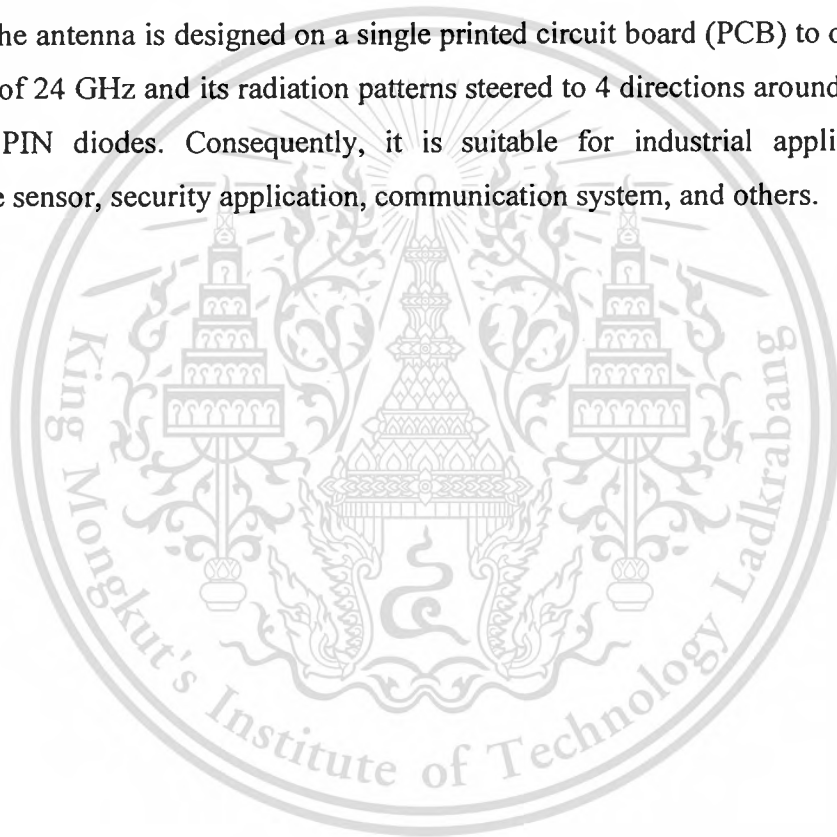 he antenna is designed on a single printed circuit board (PCB) to
of 24 GHz and its radiation patterns steered to 4 directions around
PIN diodes. Consequently, it is suitable for industrial appli
e sensor, security application, communication system, and others.
King Mongkut's Institute of Technology Ladkrabang